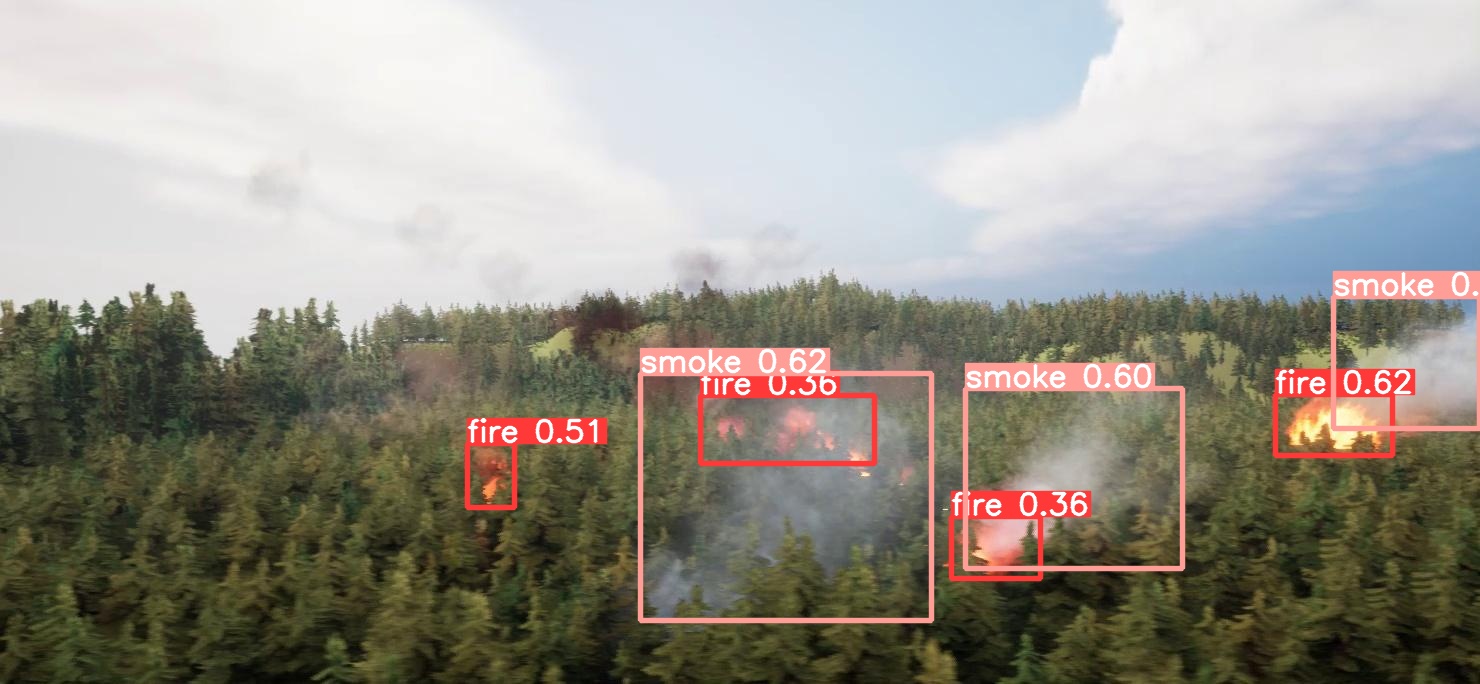 smoke 0.
smoke 0.62
smoke 0.60
fire 0.36
fire 0.62
fire 0.51
fire 0.36